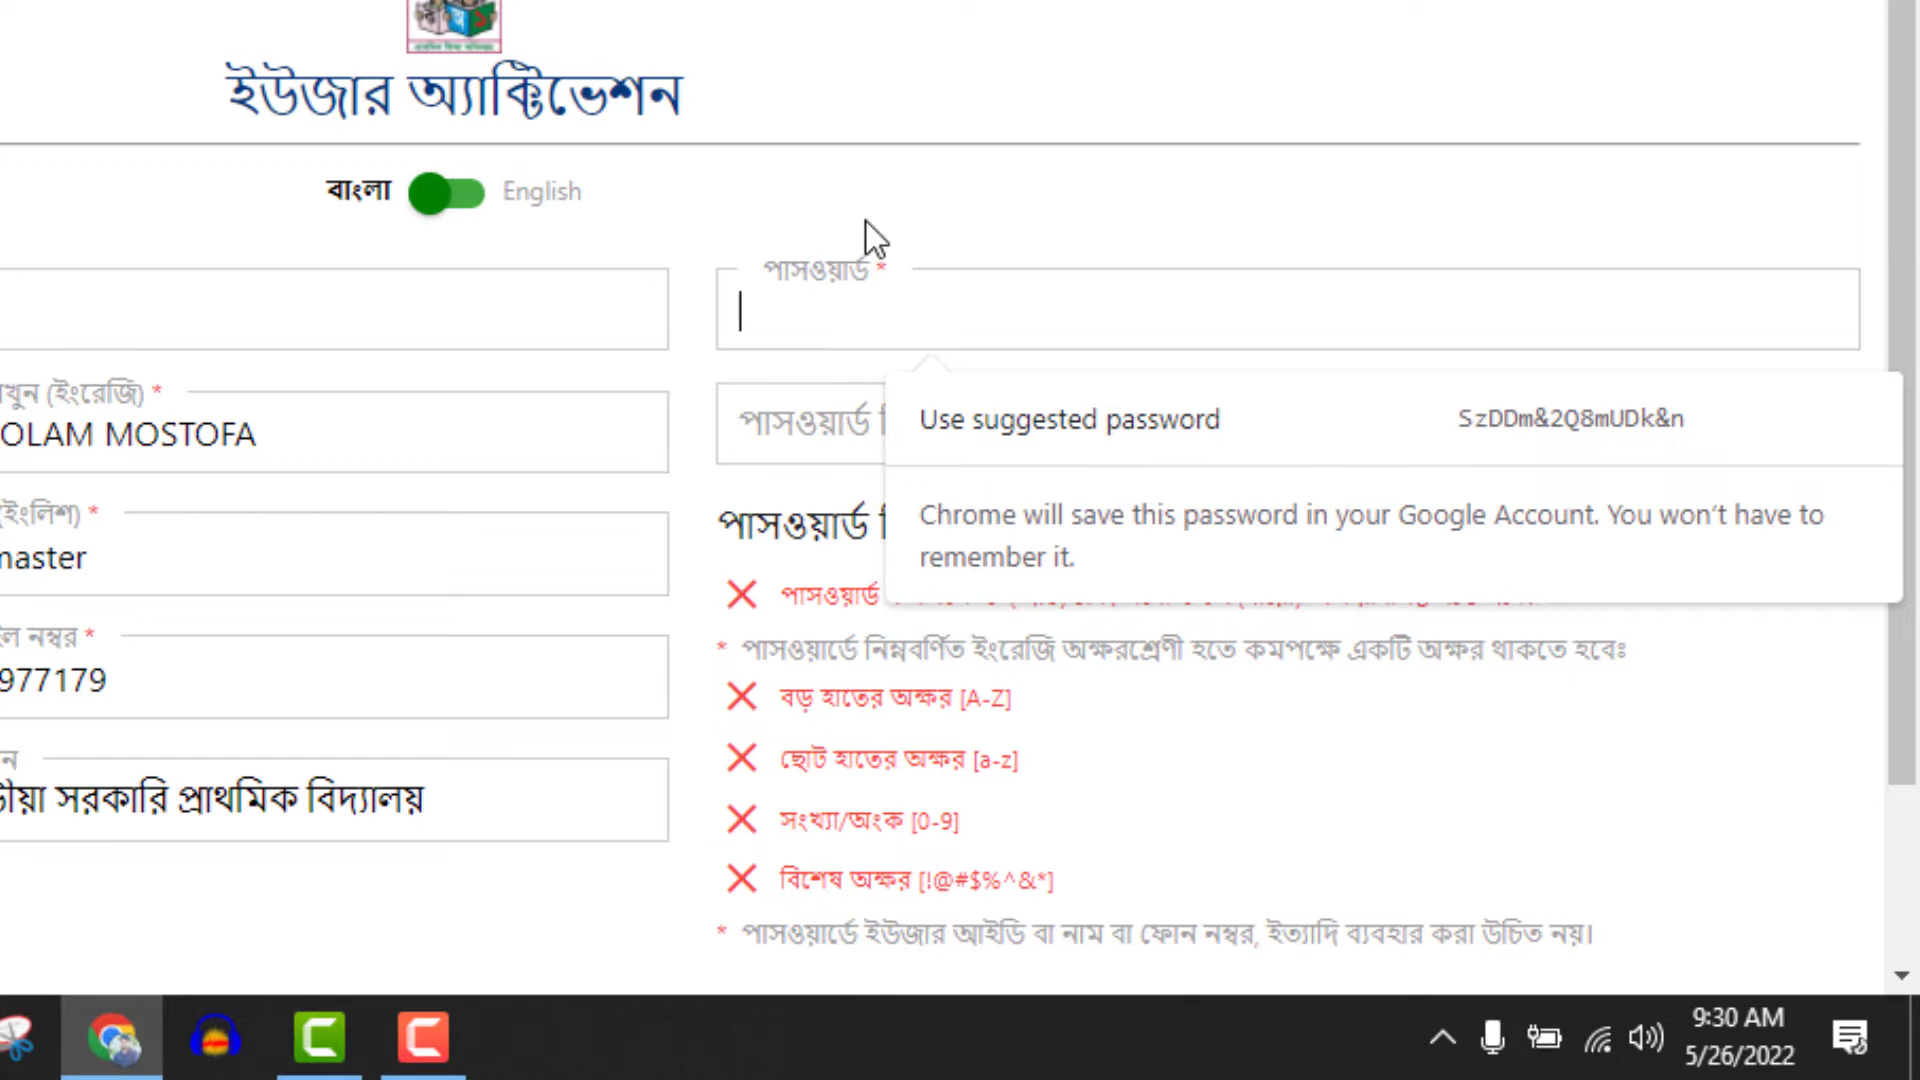 ইউজার অ্যাক্টিভেশন
বাংলা English
পাসওয়ার্ড *
খুন (ইংরেজি) *
OLAM MOSTOFA
(ইংলিশ) *
master
ল নম্বর *
977179
ন
সরকারি প্রাথমিক বিদ্যালয়
পাসওয়ার্ড
Use suggested password SzDDm&2Q8mUDk&n
Chrome will save this password in your Google Account. You won’t have to
remember it.
পাসওয়ার্ড
পাসওয়ার্ড
* পাসওয়ার্ডে নিম্নবর্ণিত ইংরেজি অক্ষরশ্রেণী হতে কমপক্ষে একটি অক্ষর থাকতে হবেঃ
বড় হাতের অক্ষর [A-Z]
ছোট হাতের অক্ষর [a-z]
সংখ্যা/অংক [0-9]
বিশেষ অক্ষর [!@#$%^&*]
* পাসওয়ার্ডে ইউজার আইডি বা নাম বা ফোন নম্বর, ইত্যাদি ব্যবহার করা উচিত নয়।
9:30 AM
5/26/2022